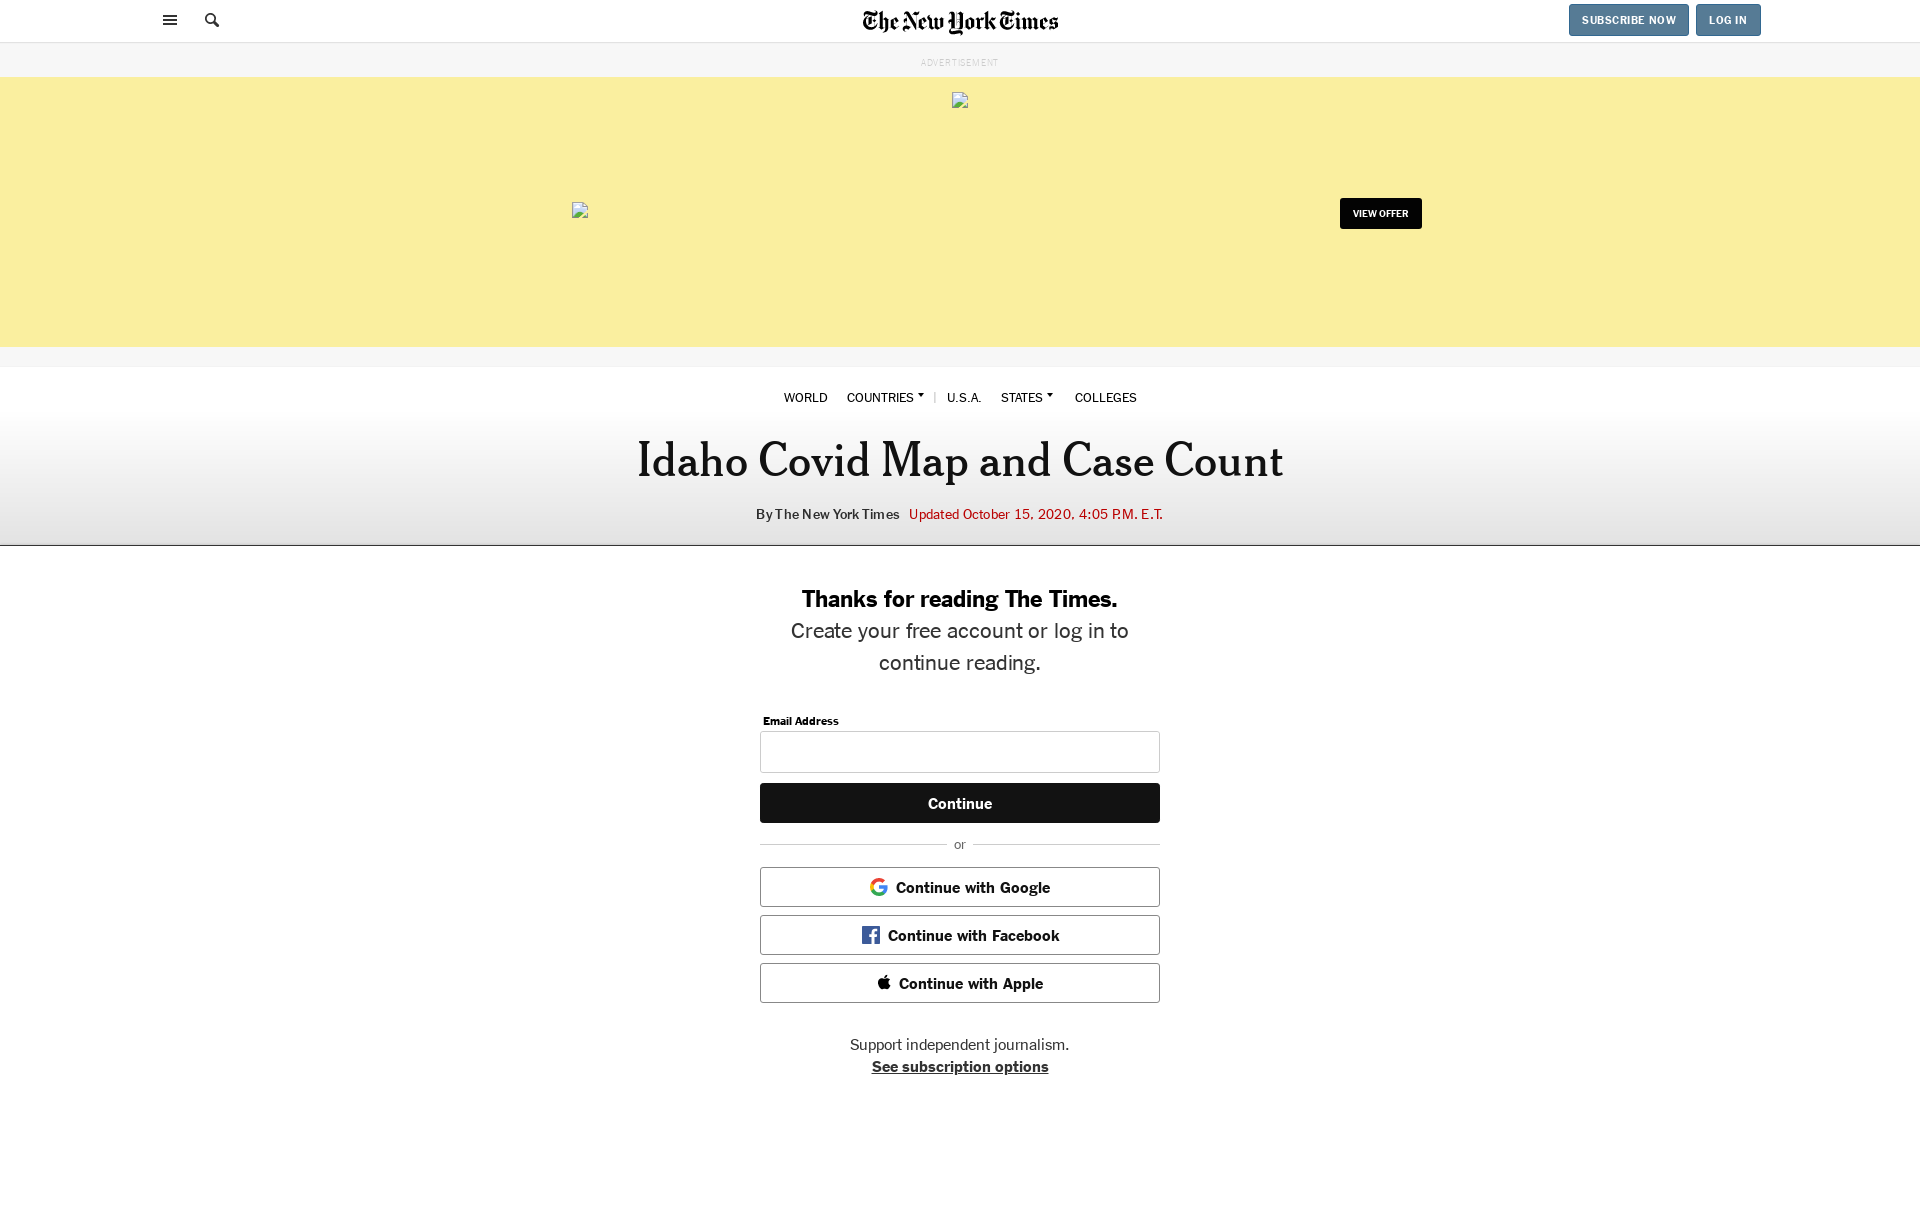 The New York Times
SUBSCRIBE NOW
LOG IN
ADVERTISEMENT
VIEW OFFER
WORLD COUNTRIES | U.S.A. STATES COLLEGES
Idaho Covid Map and Case Count
By The New York Times Updated October 15, 2020, 4:05 P.M. E.T.
Thanks for reading The Times.
Create your free account or log in to
continue reading.
Email Address
Continue
or
Continue with Google
Continue with Facebook
Continue with Apple
Support independent journalism.
See subscription options